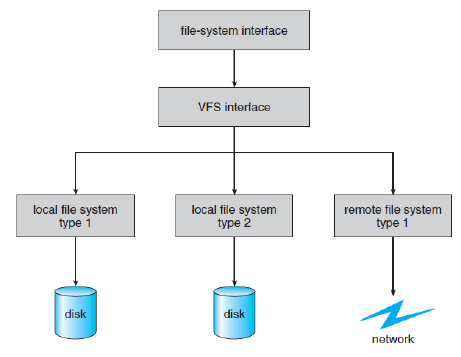 file-system interface
VFS interface
local file system
type 1
local file system
type 2
remote file system
type 1
disk
disk
network